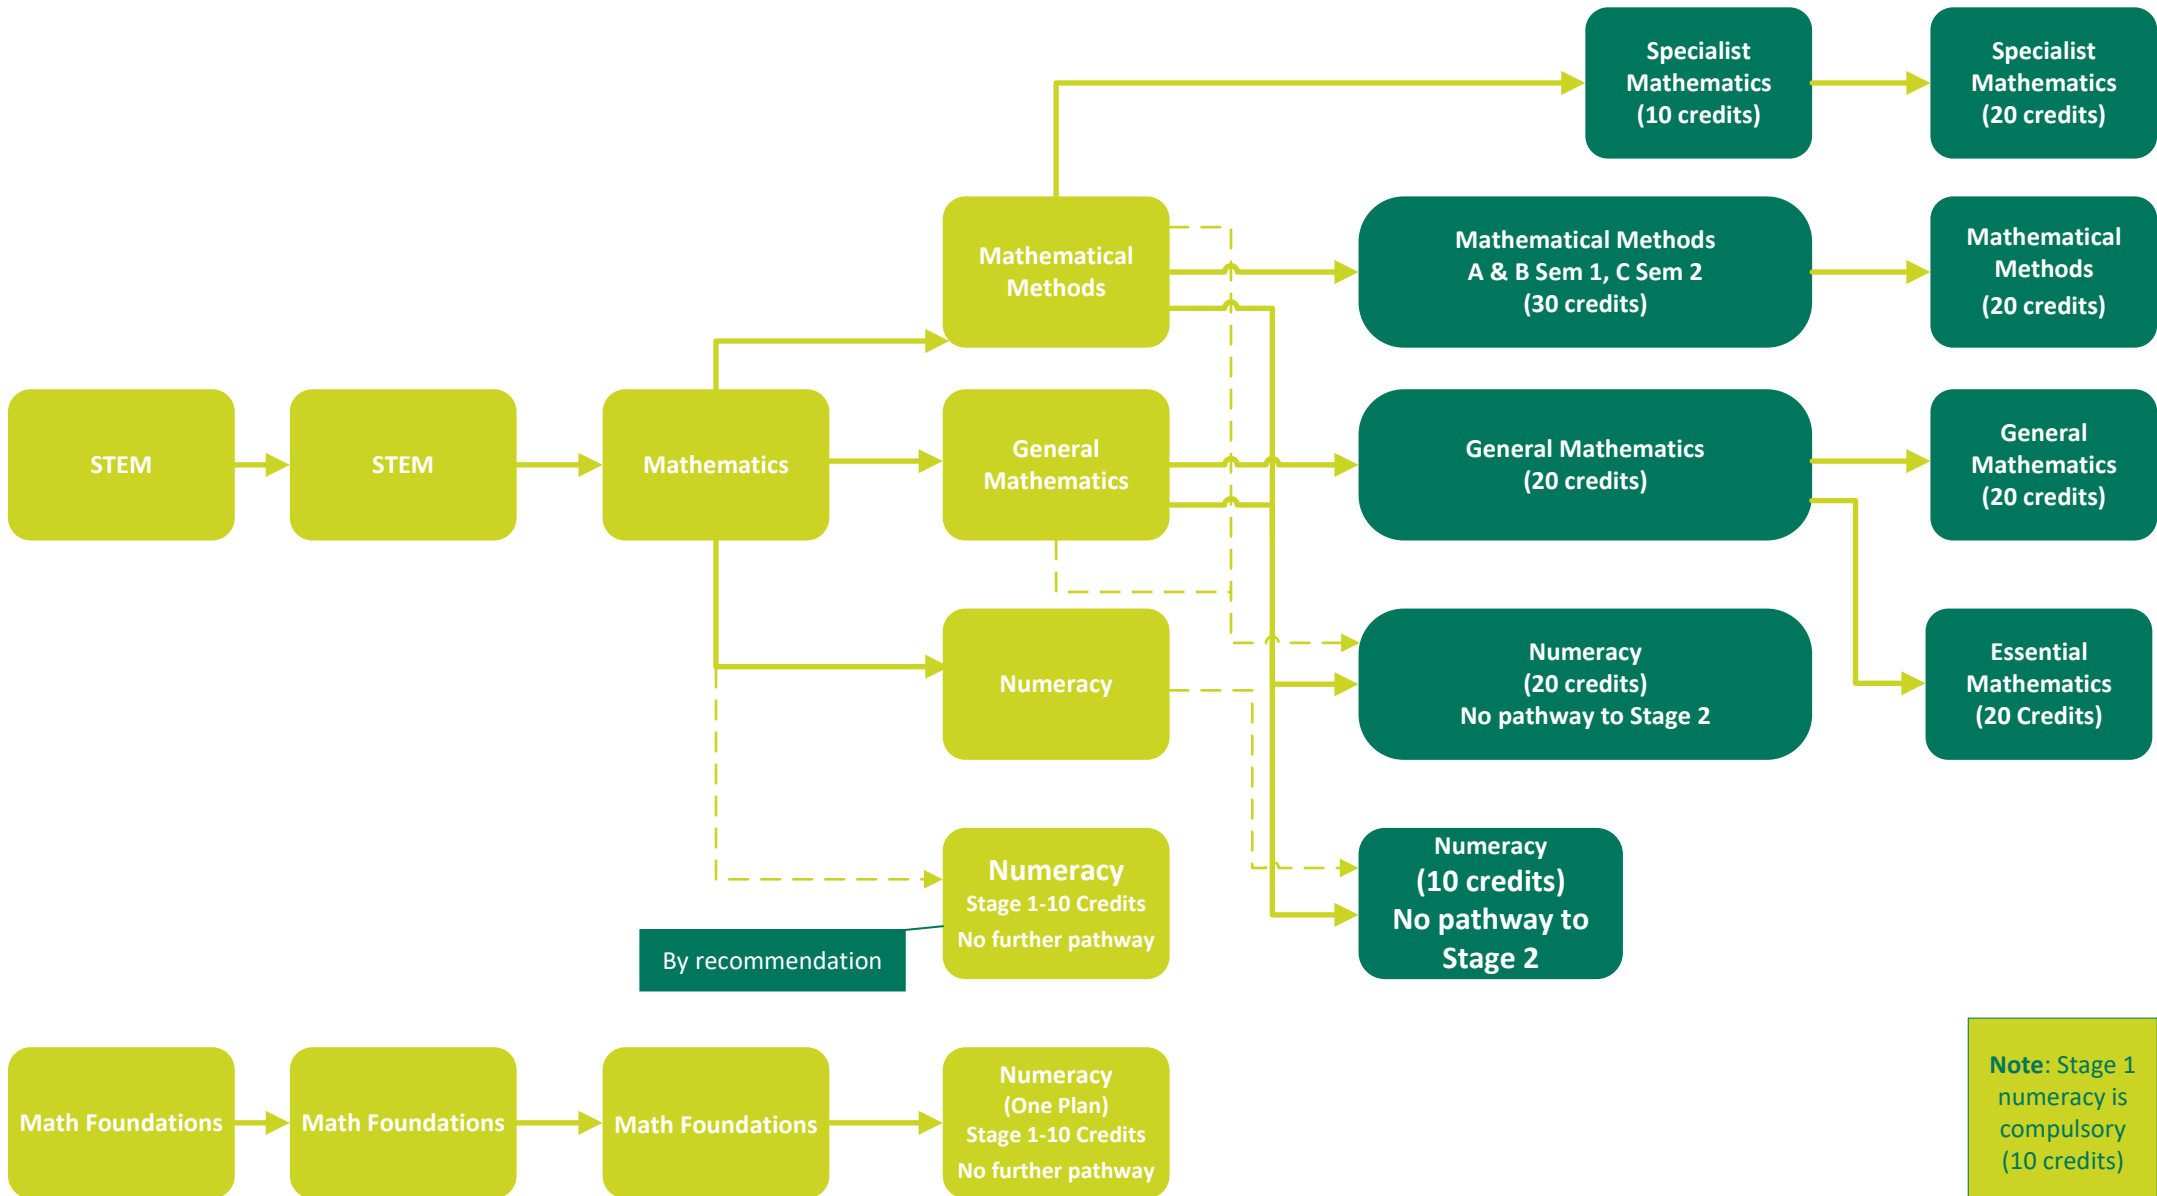 Specialist
Mathematics
(10 credits)
Specialist
Mathematics
(20 credits)
Mathematical
Methods
Mathematical Methods
A & B Sem 1, C Sem 2
(30 credits)
Mathematical
Methods
(20 credits)
STEM
STEM
Mathematics
General
Mathematics
General Mathematics
(20 credits)
General
Mathematics
(20 credits)
Numeracy
Numeracy
(20 credits)
No pathway to Stage 2
Essential
Mathematics
(20 Credits)
Numeracy
Stage 1-10 Credits
No further pathway
By recommendation
Numeracy
(10 credits)
No pathway to
Stage 2
Math Foundations
Math Foundations
Math Foundations
Numeracy
(One Plan)
Stage 1-10 Credits
No further pathway
Note: Stage 1
numeracy is
compulsory
(10 credits)